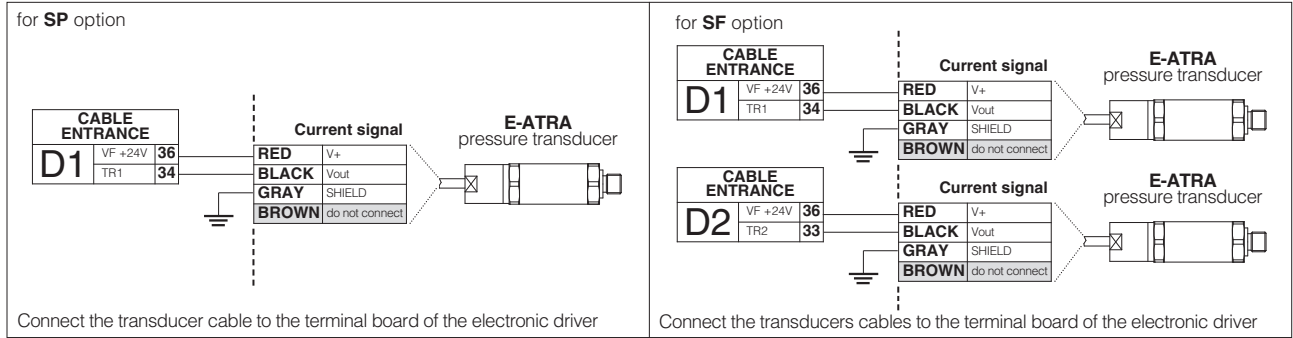 for SP option
CABLE
ENTRANCE
D1
VF +24V 36
TR1 34
Current signal
RED V+
BLACK Vout
GRAY SHIELD
BROWN do not connect
E-ATRA
pressure transducer
Connect the transducer cable to the terminal board of the electronic driver
for SF option
CABLE
ENTRANCE
D1
VF +24V 36
TR1 34
Current signal
RED V+
BLACK Vout
GRAY SHIELD
BROWN do not connect
E-ATRA
pressure transducer
CABLE
ENTRANCE
D2
VF +24V 36
TR2 33
Current signal
RED V+
BLACK Vout
GRAY SHIELD
BROWN do not connect
E-ATRA
pressure transducer
Connect the transducers cables to the terminal board of the electronic driver